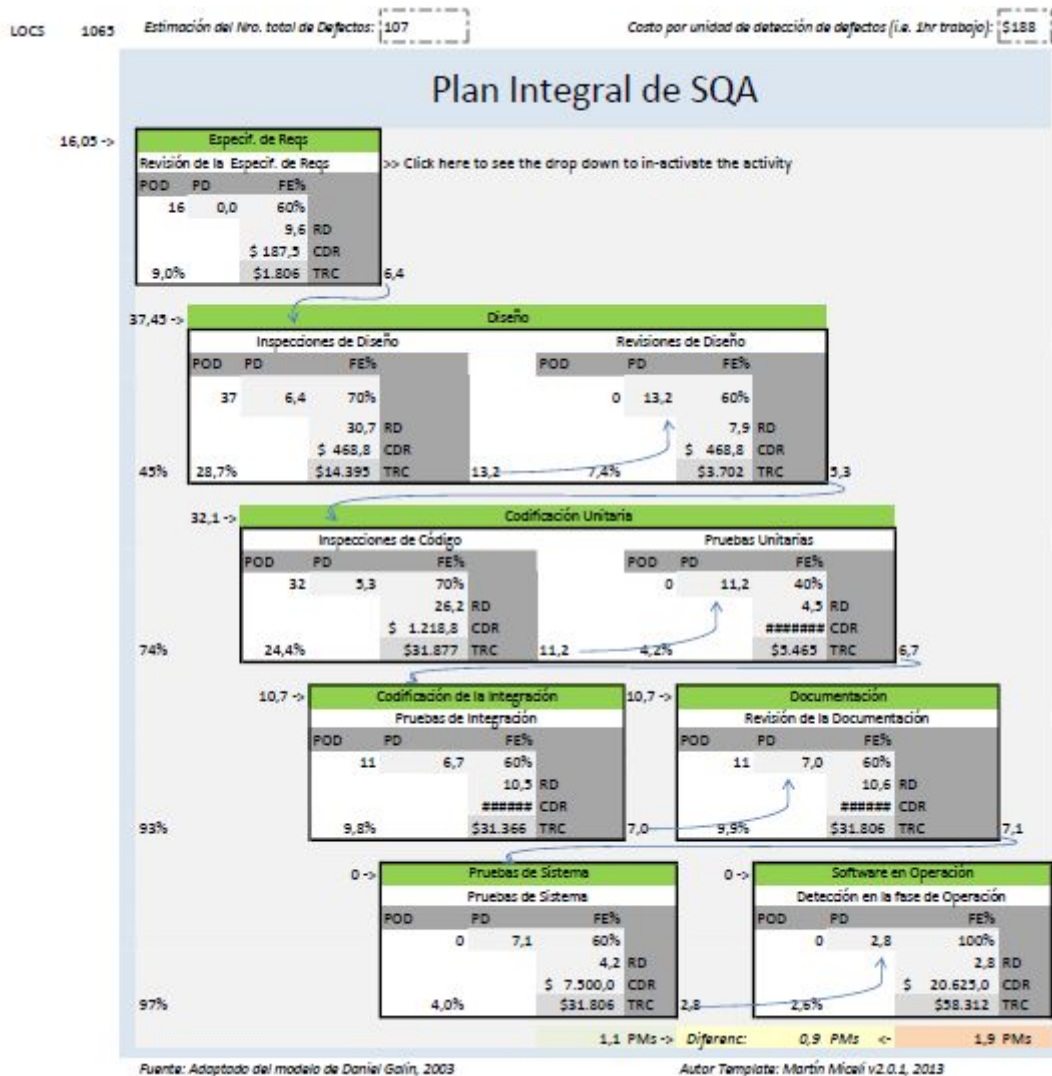 LOCS 1065 Estimación del Nro. total de Defectos: 107 Costo por unidad de detección de defectos (i.e. 1hr trabajo): $188
Plan Integral de SQA
16,05 -> Especif. de Reqs
Revisión de la Especif. de Reqs >> Click here to see the drop down to in-activate the activity
POD PD FE%
16 0,0 60%
9,6 RD
$ 187,5 CDR
9,0% $1.806 TRC 6,4
37,45 -> Diseño
Inspecciones de Diseño Revisiones de Diseño
POD PD FE% POD PD FE%
37 6,4 70% 0 13,2 60%
30,7 RD 7,9 RD
$ 468,8 CDR $ 468,8 CDR
45% 28,7% $14.395 TRC 13,2 7,4% $3.702 TRC 5,3
32,1 -> Codificación Unitaria
Inspecciones de Código Pruebas Unitarias
POD PD FE% POD PD FE%
32 5,3 70% 0 11,2 40%
26,2 RD 4,5 RD
$ 1.218,8 CDR ####### CDR
74% 24,4% $31.877 TRC 11,2 4,2% $5.465 TRC 6,7
10,7 -> Codificación de la Integración 10,7 -> Documentación
Pruebas de Integración Revisión de la Documentación
POD PD FE% POD PD FE%
11 6,7 60% 11 7,0 60%
10,5 RD 10,6 RD
###### CDR ###### CDR
93% 9,8% $31.366 TRC 7,0 9,9% $31.806 TRC 7,1
0 -> Pruebas de Sistema 0 -> Software en Operación
Pruebas de Sistema Detección en la fase de Operación
POD PD FE% POD PD FE%
0 7,1 60% 0 2,8 100%
4,2 RD 2,8 RD
$ 7.500,0 CDR $ 20.625,0 CDR
97% 4,0% $31.806 TRC 2,8 2,6% $58.312 TRC
1,1 PMs -> Diferenc: 0,9 PMs <- 1,9 PMs
Fuente: Adaptado del modelo de Daniel Galín, 2003 Autor Template: Martín Miceli v2.0.1, 2013